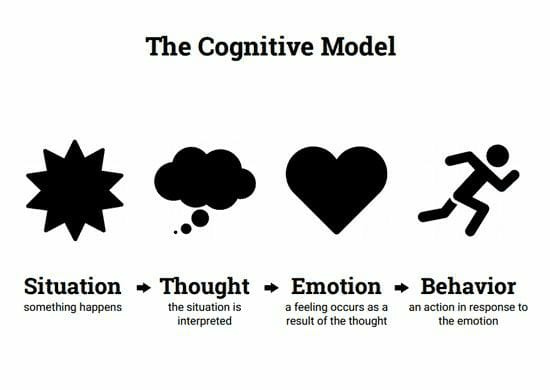 The Cognitive Model
Situation → Thought → Emotion → Behavior
something happens
the situation is
interpreted
a feeling occurs as a
result of the thought
an action in response to
the emotion